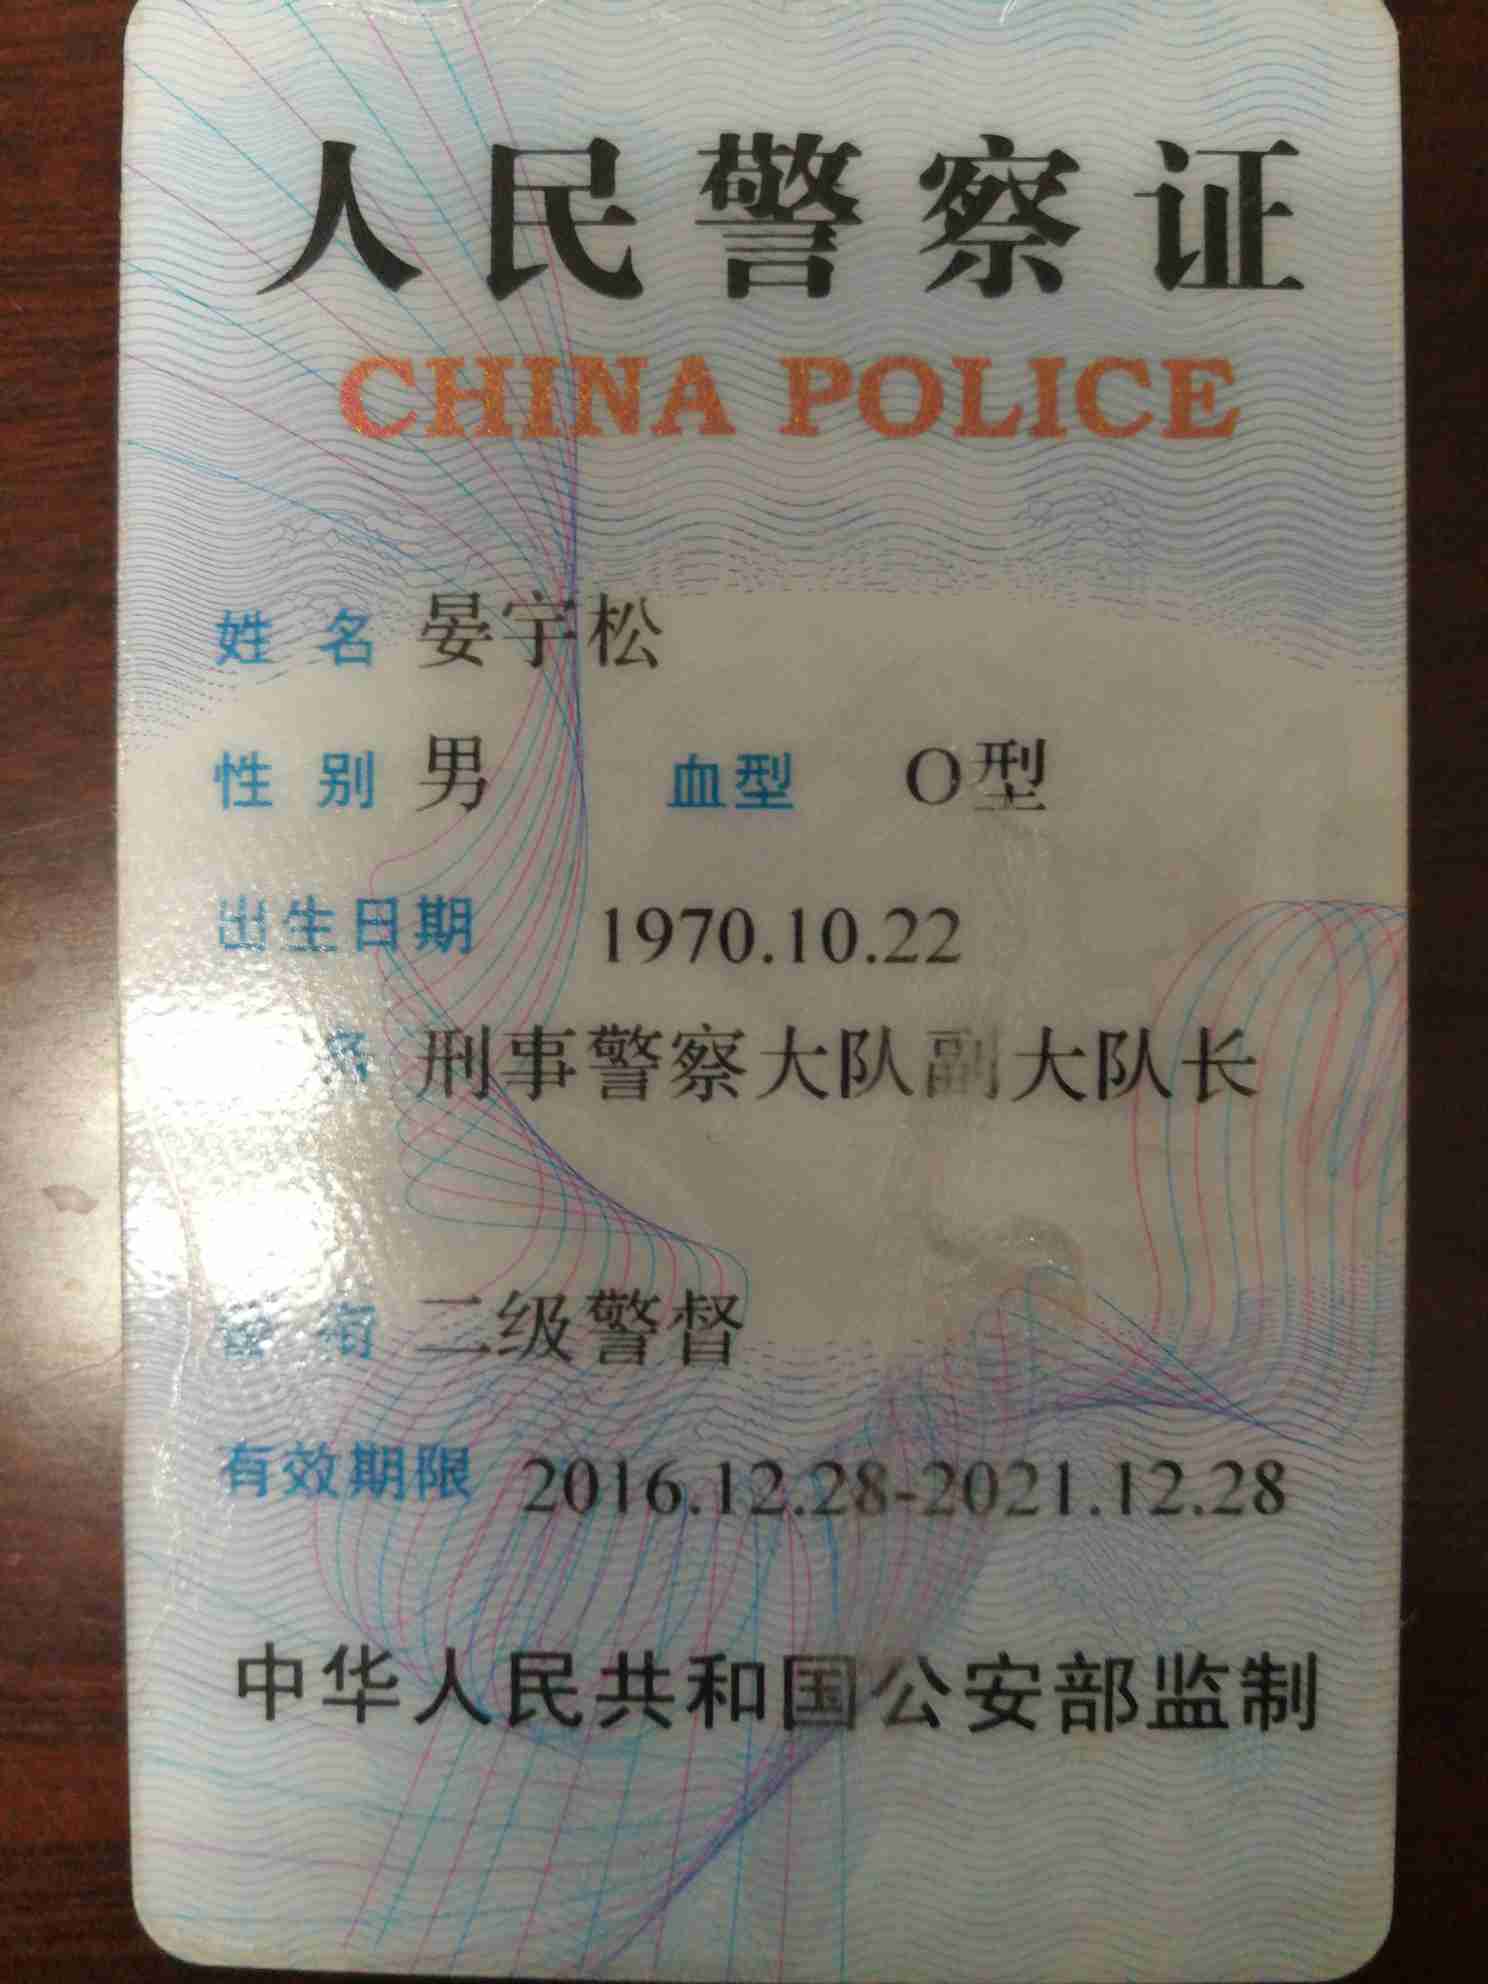 人民警察证
CHINA POLICE
姓 名 晏宇松
性 别 男 血型 O型
出生日期 1970.10.22
务 刑事警察大队副大队长
警 衔 二级警督
有效期限 2016.12.28-2021.12.28
中华人民共和国公安部监制